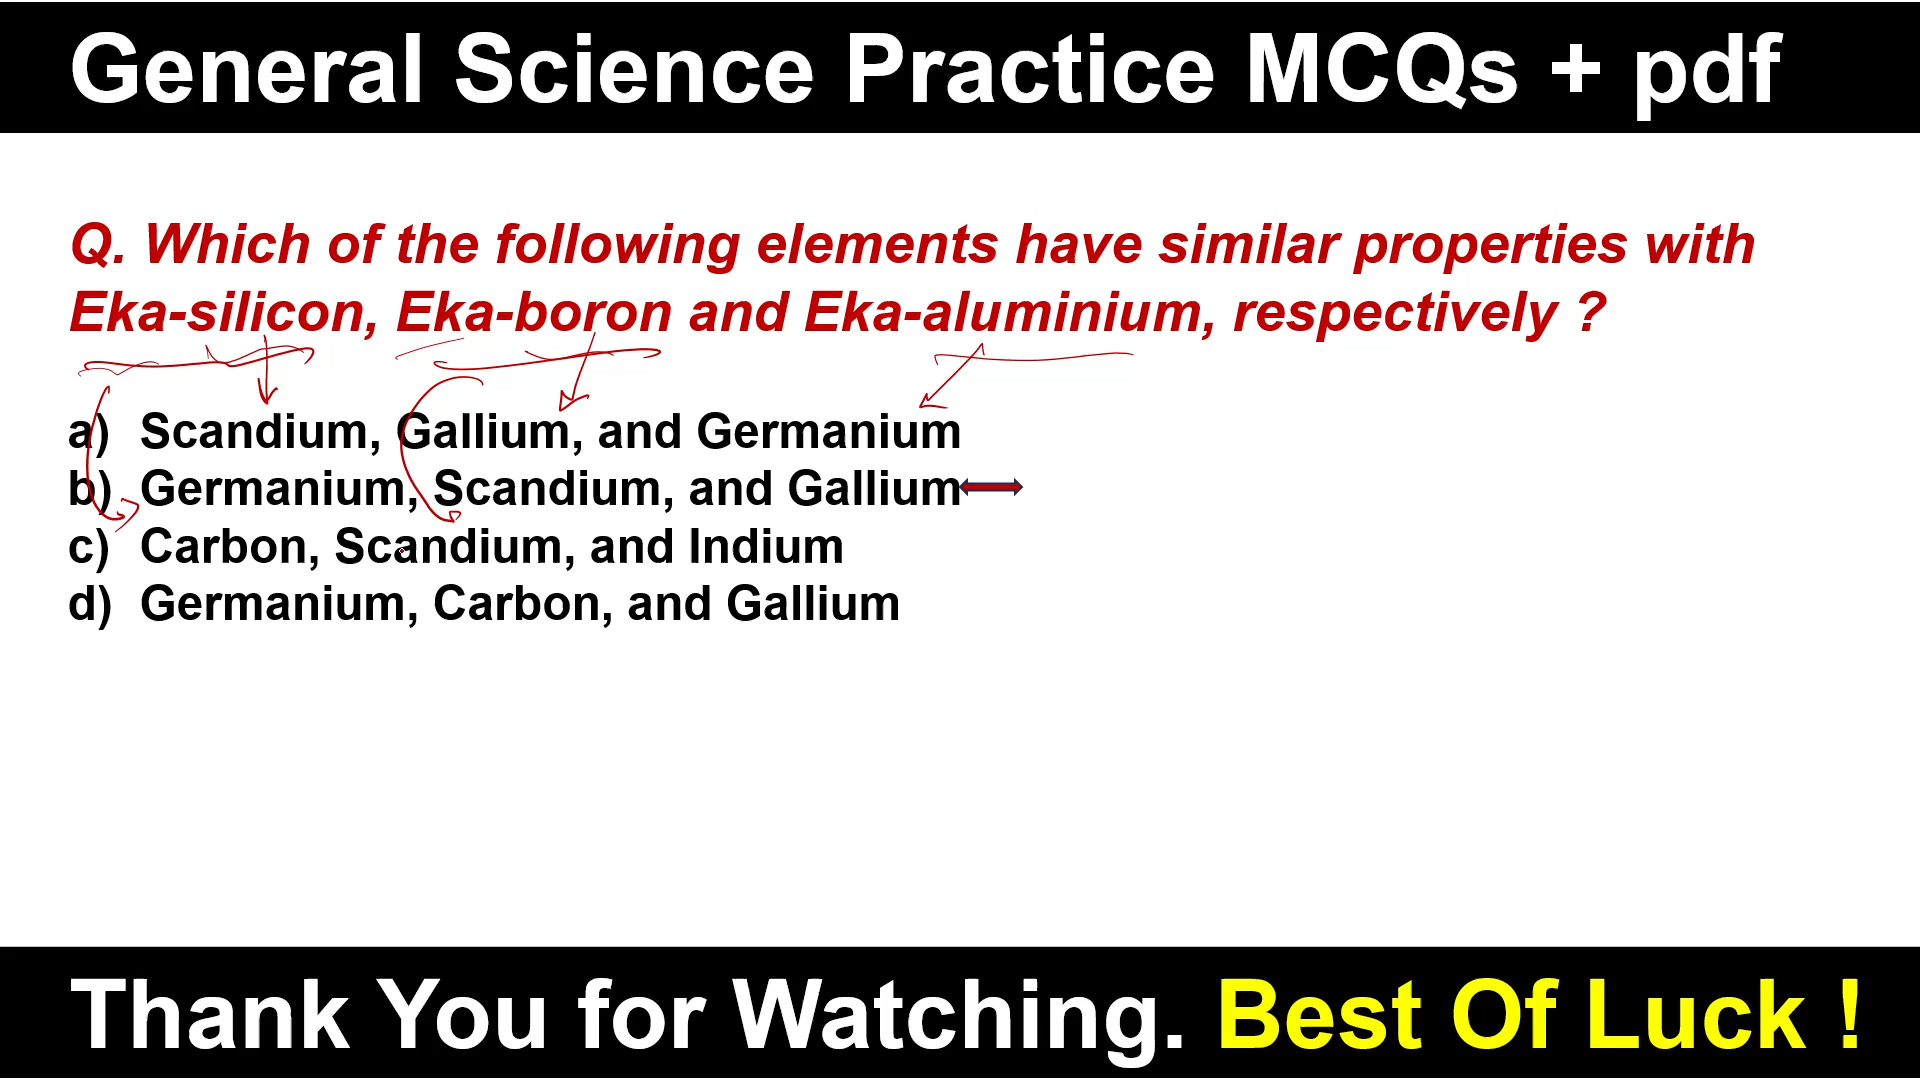 General Science Practice MCQs + pdf
Q. Which of the following elements have similar properties with
Eka-silicon, Eka-boron and Eka-aluminium, respectively ?
a) Scandium, Gallium, and Germanium
b) Germanium, Scandium, and Gallium
c) Carbon, Scandium, and Indium
d) Germanium, Carbon, and Gallium
Thank You for Watching. Best Of Luck !